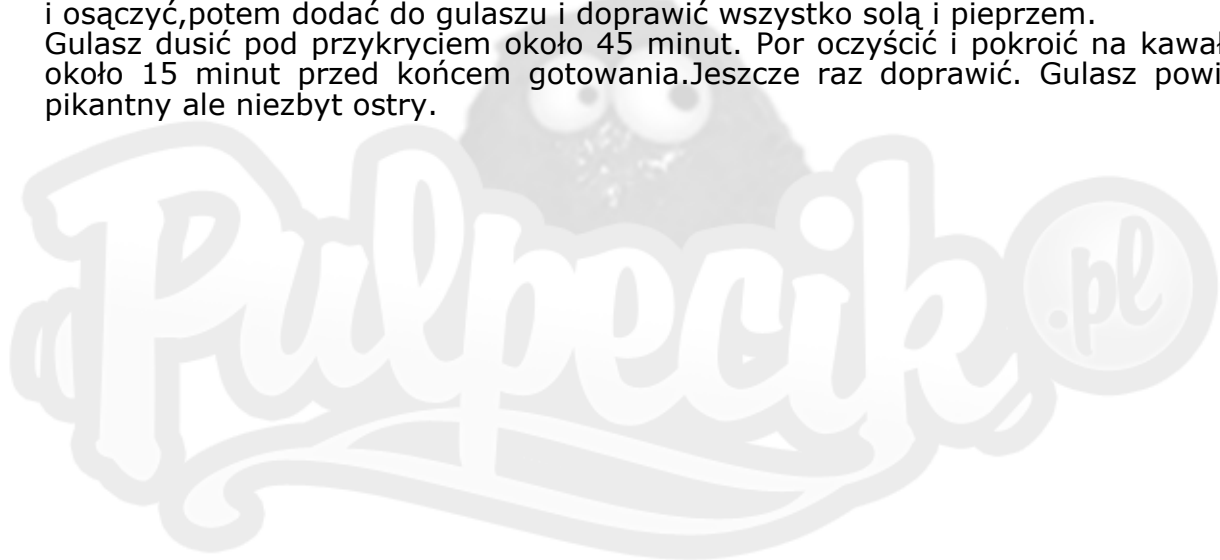 i osączyć,potem dodać do gulaszu i doprawić wszystko solą i pieprzem.
Gulasz dusić pod przykryciem około 45 minut. Por oczyścić i pokroić na
około 15 minut przed końcem gotowania.Jeszcze raz doprawić. Gulasz
pikantny ale niezbyt ostry.
Pulpecik.pl